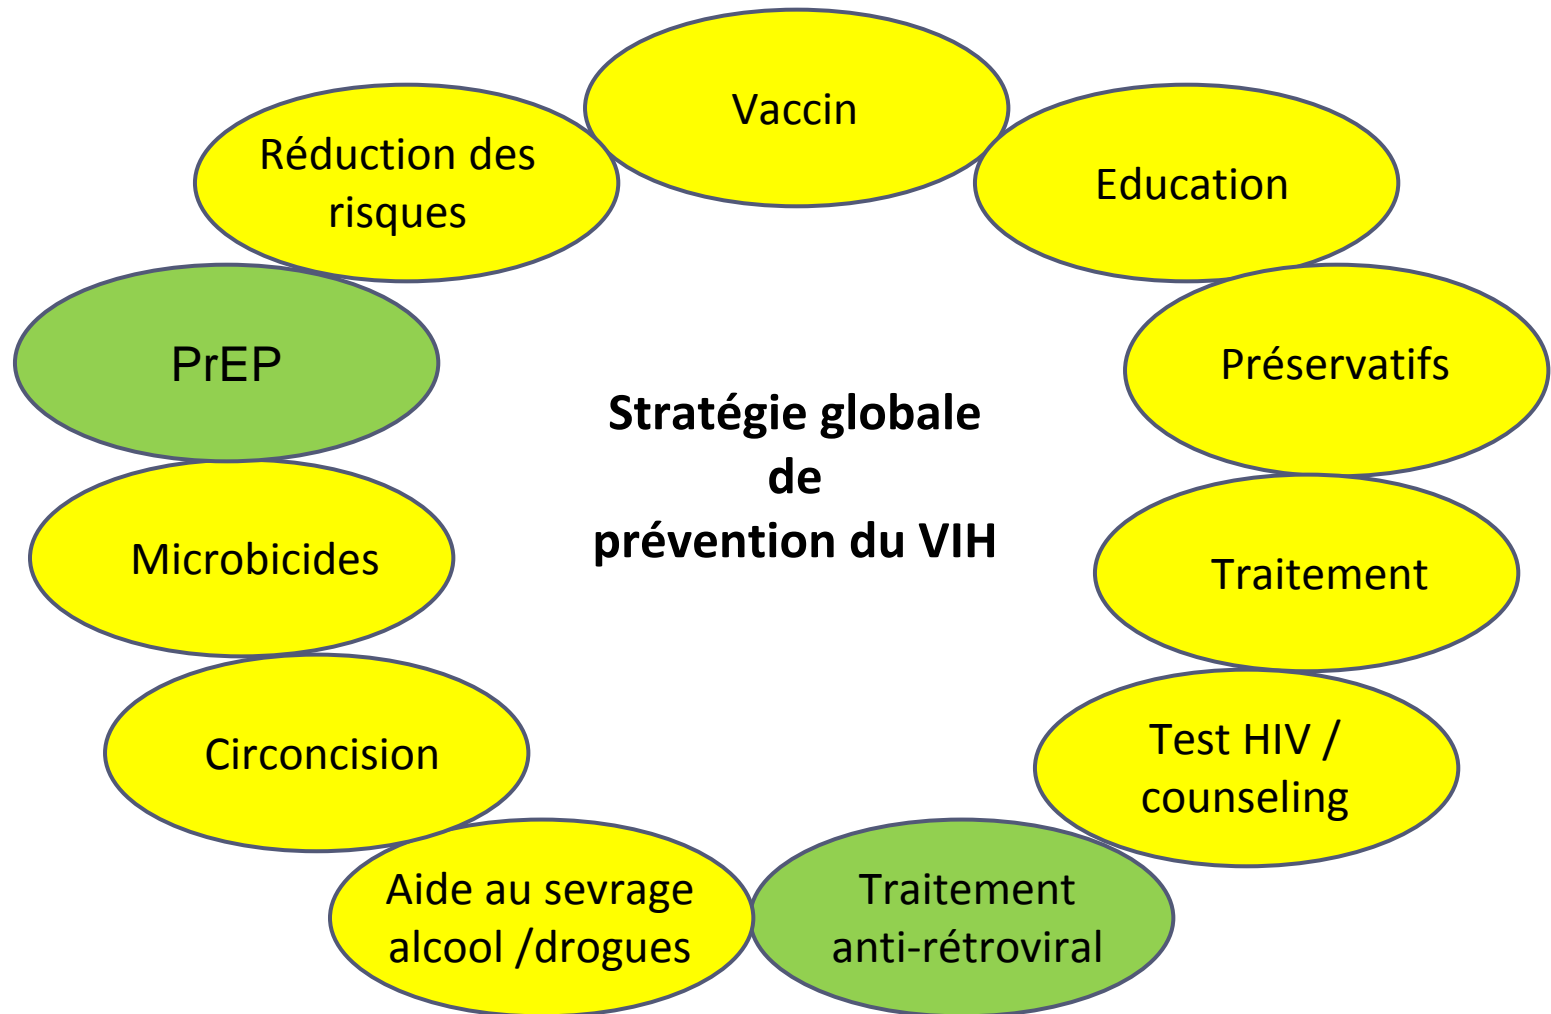 Vaccin
Réduction des
risques
Education
PrEP
Préservatifs
Stratégie globale
de
prévention du VIH
Microbicides
Traitement
Circoncision
Test HIV /
counseling
Aide au sevrage
alcool /drogues
Traitement
anti-rétroviral